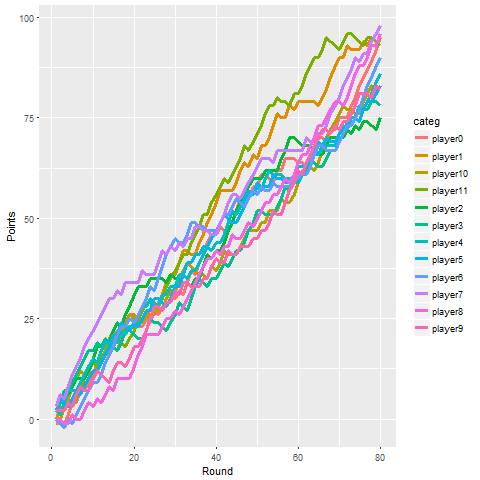 100
75
50
25
0
0
20
40
60
80
Round
Points
categ
player0
player1
player10
player11
player2
player3
player4
player5
player6
player7
player8
player9